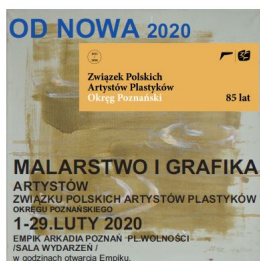 OD NOWA 2020
Związek Polskich
Artystów Plastyków
Okręg Poznański 85 lat
MALARSTWO I GRAFIKA
ARTYSTÓW
ZWIĄZKU POLSKICH ARTYSTÓW PLASTYKÓW
OKRĘGU POZNAŃSKIEGO
1-29.LUTY 2020
EMPIK ARKADIA POZNAŃ PL.WOLNOŚCI
/SALA WYDARZEŃ /
w godzinach otwarcia Empiku.